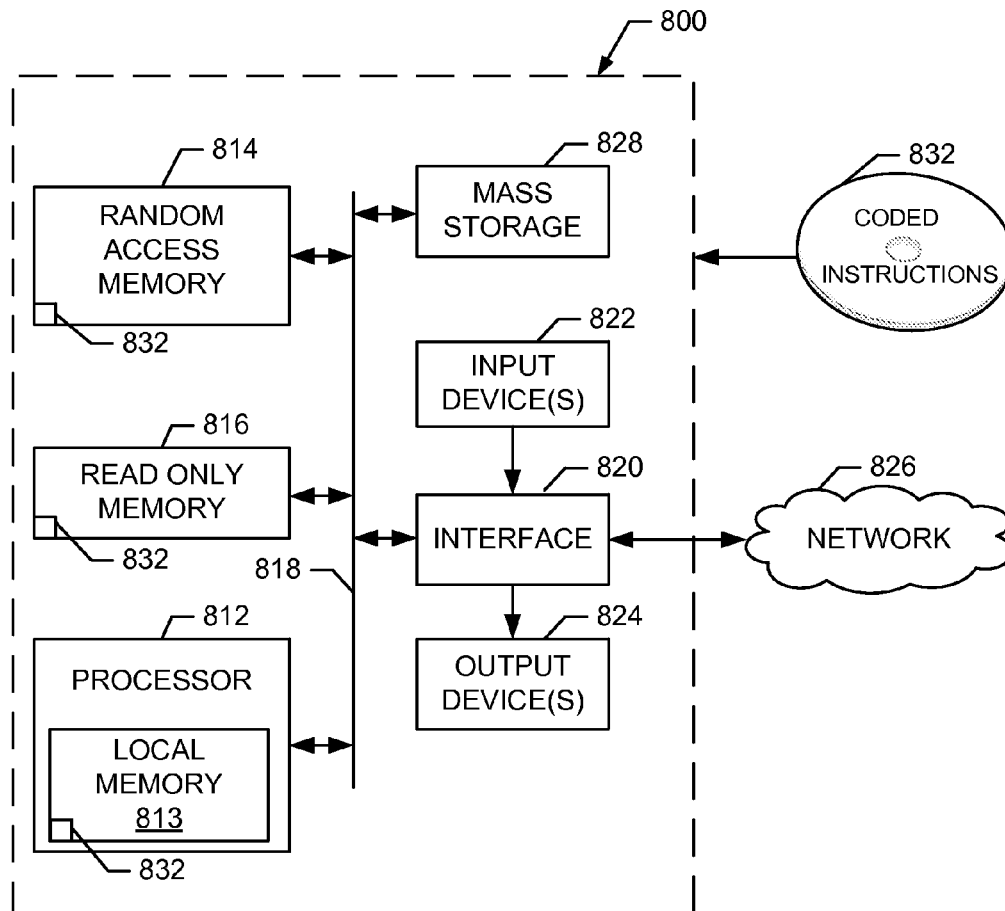 800
814
RANDOM
ACCESS
MEMORY
832
828
MASS
STORAGE
832
CODED
INSTRUCTIONS
822
INPUT
DEVICE(S)
816
READ ONLY
MEMORY
832
820
INTERFACE
826
NETWORK
818
812
PROCESSOR
LOCAL
MEMORY
813
832
824
OUTPUT
DEVICE(S)